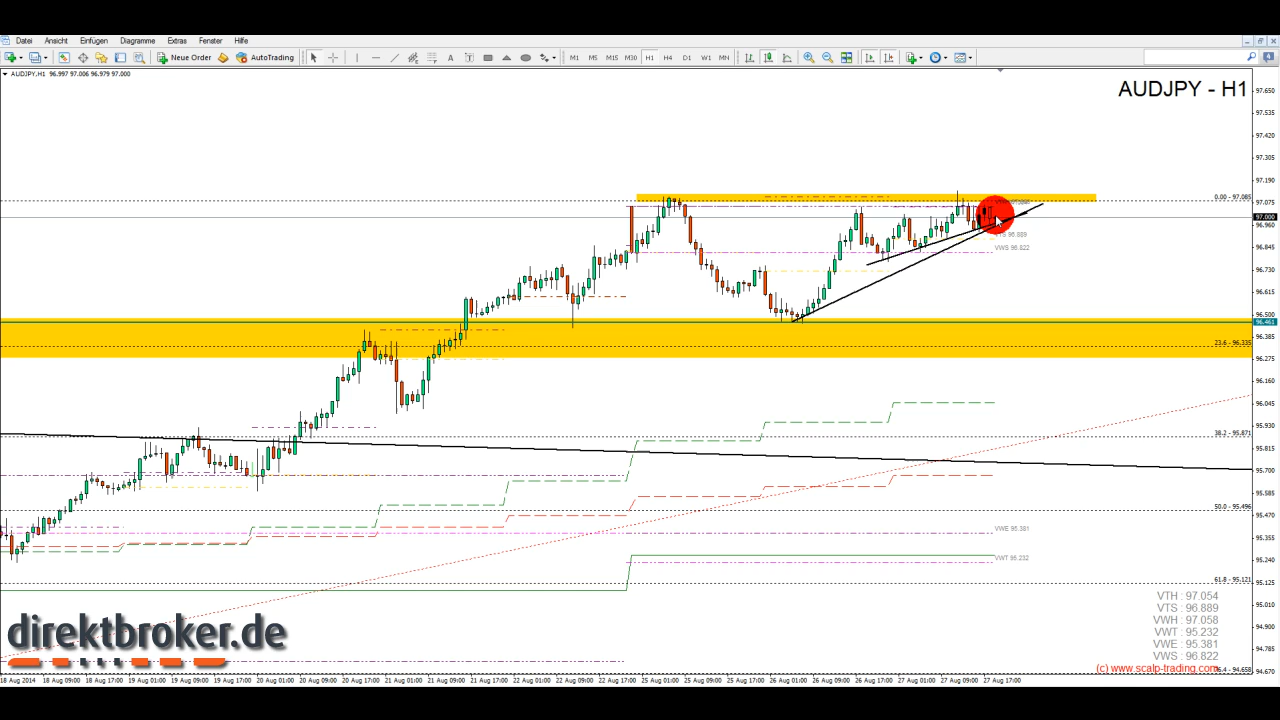 Datei Ansicht Einfügen Diagramme Extras Fenster Hilfe
New Order AutoTrading A T M1 M5 M15 M30 H1 H4 D1 W1 MN
AUDJPY,H1 96.997 97.006 96.979 97.000
AUDJPY - H1
97.650
97.535
97.420
97.305
97.190
0.00 - 97.085
97.075
97.000
96.960
VTS 96.889
96.845
VWS 96.822
96.730
96.615
96.500
96.461
96.385
23.6 - 96.335
96.275
96.160
96.045
95.930
38.2 - 95.871
95.815
95.700
95.585
50.0 - 95.496
95.470
VWE 95.381
95.355
VWT 95.232
95.240
61.8 - 95.121
95.125
95.010
94.900
94.785
94.670
VTH : 97.054
VTS : 96.889
VWH : 97.058
VWT : 95.232
VWE : 95.381
VWS : 96.822
(c) www.scalp-trading.com
direktbroker.de
18 Aug 2014 18 Aug 09:00 18 Aug 17:00 19 Aug 01:00 19 Aug 09:00 19 Aug 17:00 20 Aug 01:00 20 Aug 09:00 20 Aug 17:00 21 Aug 01:00 21 Aug 09:00 21 Aug 17:00 22 Aug 01:00 22 Aug 09:00 22 Aug 17:00 25 Aug 01:00 25 Aug 09:00 25 Aug 17:00 26 Aug 01:00 26 Aug 09:00 26 Aug 17:00 27 Aug 01:00 27 Aug 09:00 27 Aug 17:00